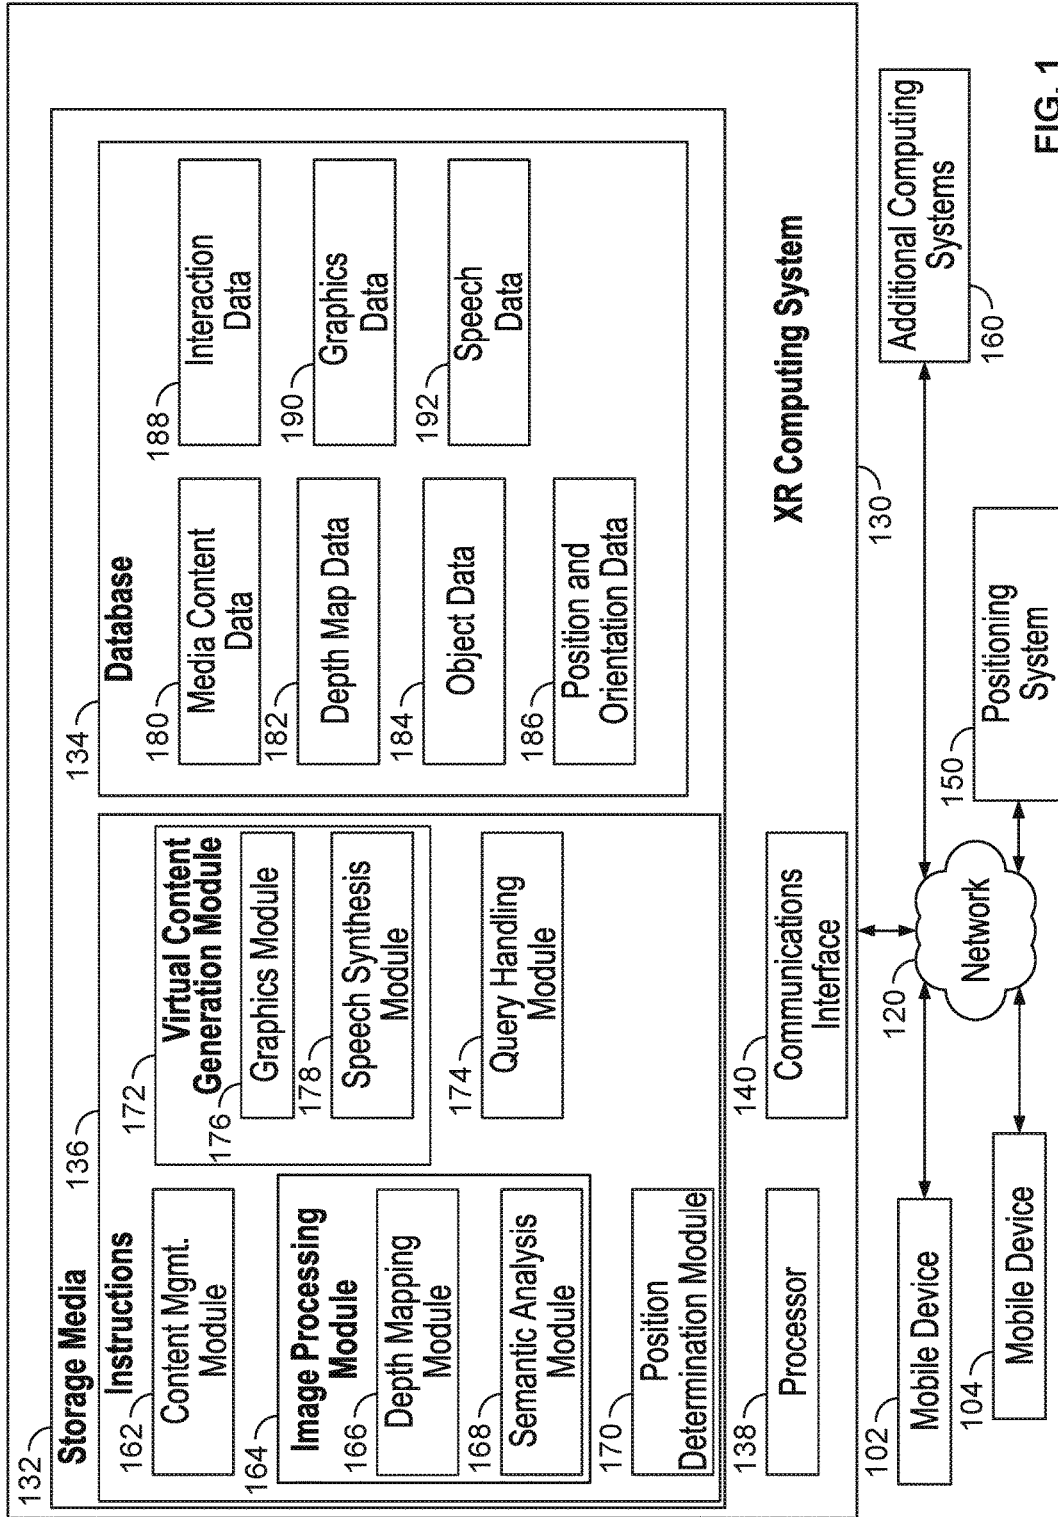 132
Storage Media
136
Instructions
162
Content Mgmt.
Module
164
Image Processing
Module
166
Depth Mapping
Module
168
Semantic Analysis
Module
170
Position
Determination Module
172
Virtual Content
Generation Module
176
Graphics Module
178
Speech Synthesis
Module
174
Query Handling
Module
134
Database
180
Media Content
Data
182
Depth Map Data
184
Object Data
186
Position and
Orientation Data
188
Interaction
Data
190
Graphics
Data
192
Speech
Data
138
Processor
140
Communications
Interface
XR Computing System
130
102
Mobile Device
104
Mobile Device
120
Network
150
Positioning
System
160
Additional Computing
Systems
FIG. 1